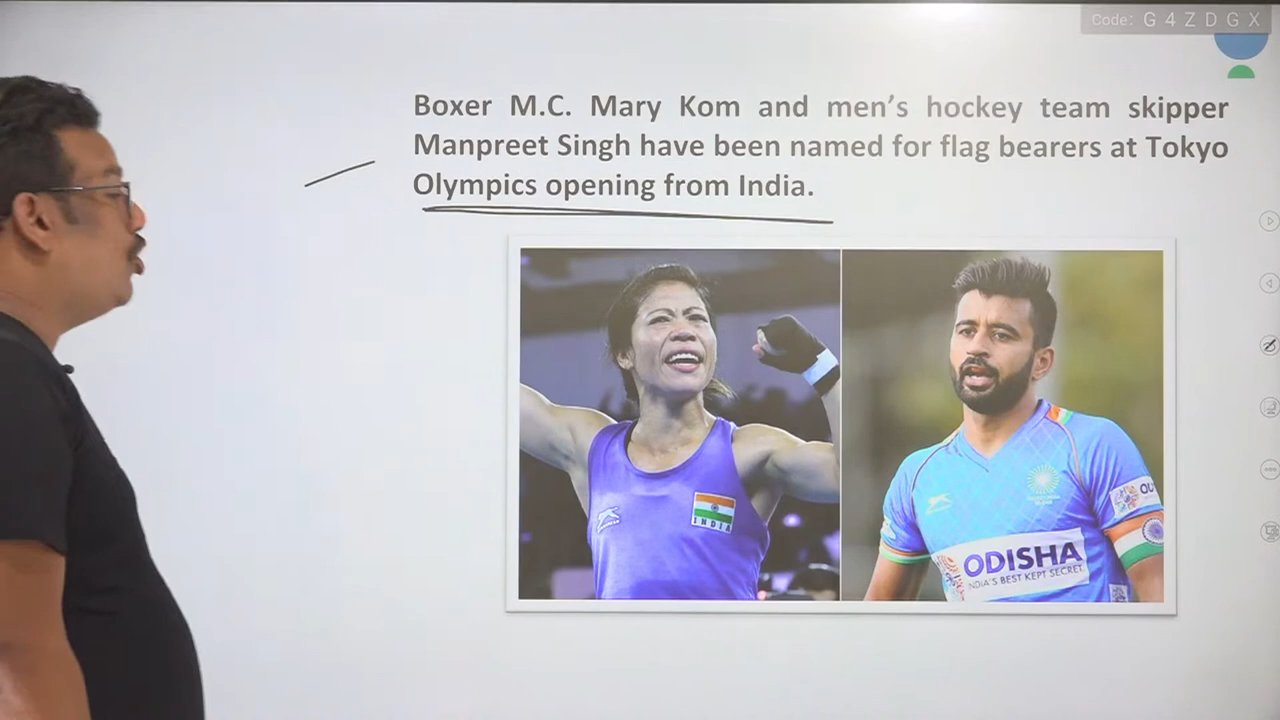 Code: G 4 Z D G X
Boxer M.C. Mary Kom and men's hockey team skipper
Manpreet Singh have been named for flag bearers at Tokyo
Olympics opening from India.
INDIA
ODISHA
INDIA'S BEST KEPT SECRET